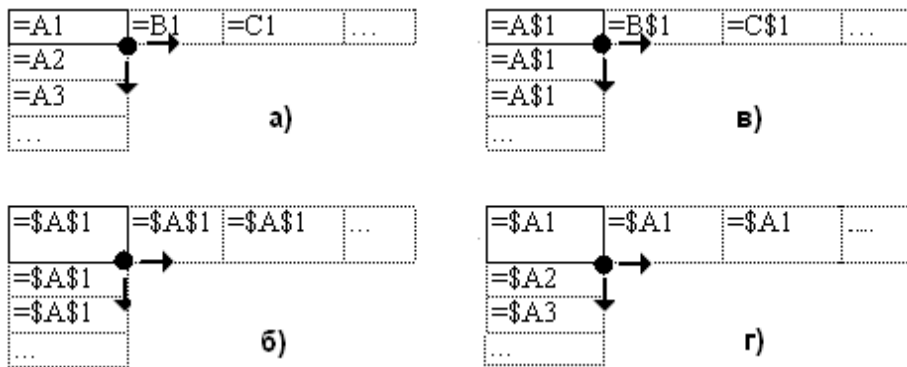 =A1 =B1 =C1 ...
=A2
=A3
...
а)
=A$1 =B$1 =C$1 ...
=A$1
=A$1
...
в)
=$A$1 =$A$1 =$A$1 ...
=$A$1
=$A$1
...
б)
=$A1 =$A1 =$A1 .....
=$A2
=$A3
...
г)